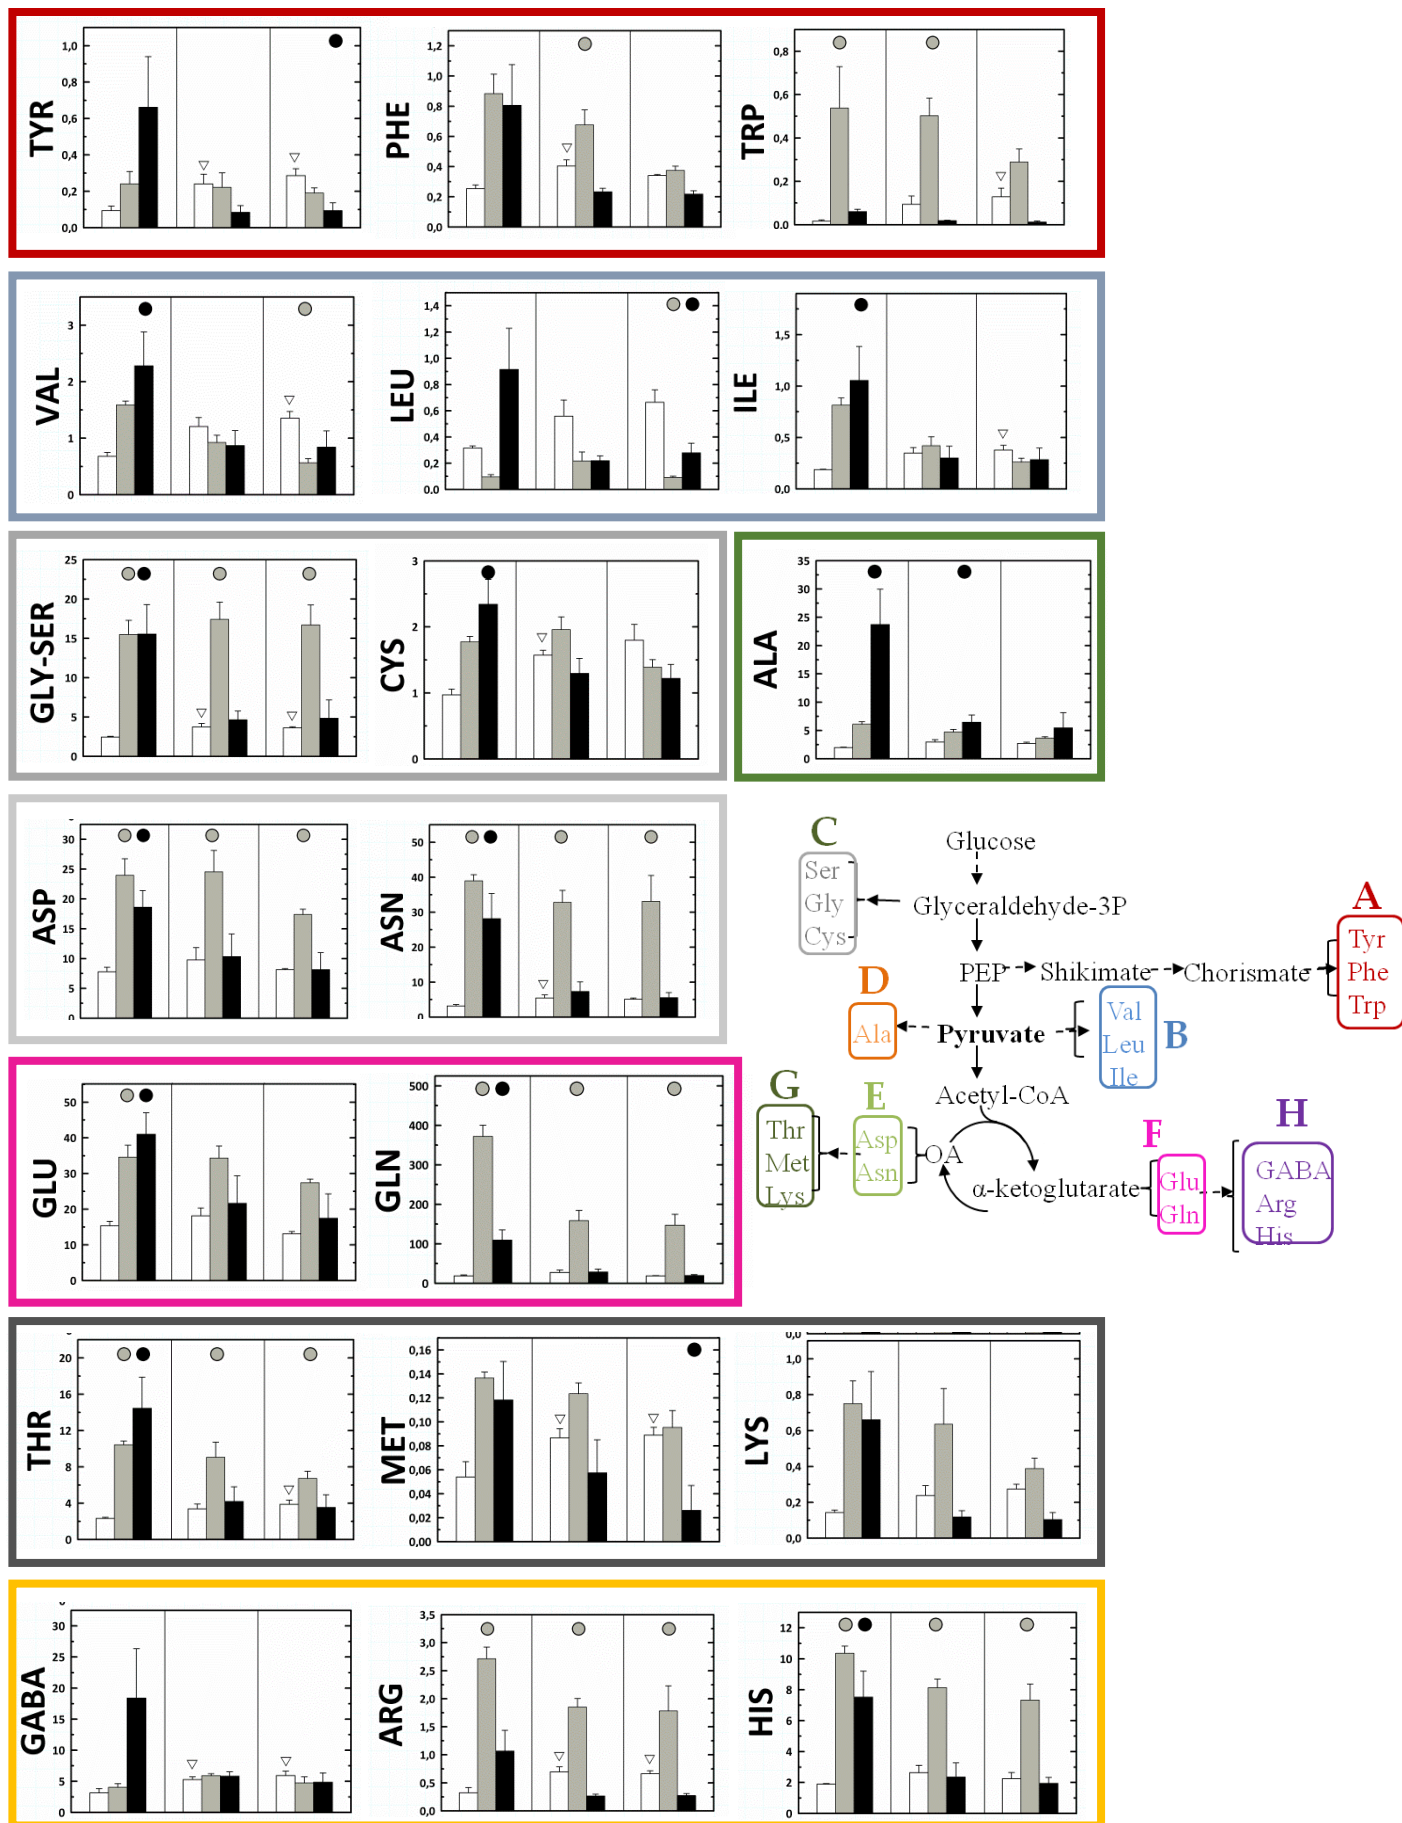 TYR
1,0
0,8
0,6
0,4
0,2
0,0
PHE
1,2
1,0
0,8
0,6
0,4
0,2
0,0
TRP
0,8
0,6
0,4
0,2
0.0
VAL
3
2
1
0
LEU
1,4
1,2
1,0
0,8
0,6
0,4
0,2
0.0
ILE
1,5
1,0
0,5
0,0
GLY-SER
25
20
15
10
5
0
CYS
3
2
1
0
ALA
35
30
25
20
15
10
5
0
ASP
30
25
20
15
10
5
0
ASN
50
40
30
20
10
0
C
Ser
Gly
Cys
Glucose
Glyceraldehyde-3P
PEP
Shikimate
Chorismate
A
Tyr
Phe
Trp
D
Ala
Pyruvate
Val
Leu
Ile
B
Acetyl-CoA
G
Thr
Met
Lys
E
Asp
Asn
OA
α-ketoglutarate
F
Glu
Gln
H
GABA
Arg
His
GLU
50
40
30
20
10
0
GLN
500
400
300
200
100
0
THR
20
16
12
8
4
0
MET
0,16
0,14
0,12
0,10
0,08
0,06
0,04
0,02
0.00
LYS
1,0
0,8
0,6
0,4
0,2
0,0
GABA
30
25
20
15
10
5
0
ARG
3,5
3,0
2,5
2,0
1,5
1,0
0,5
0,0
HIS
12
10
8
6
4
2
0